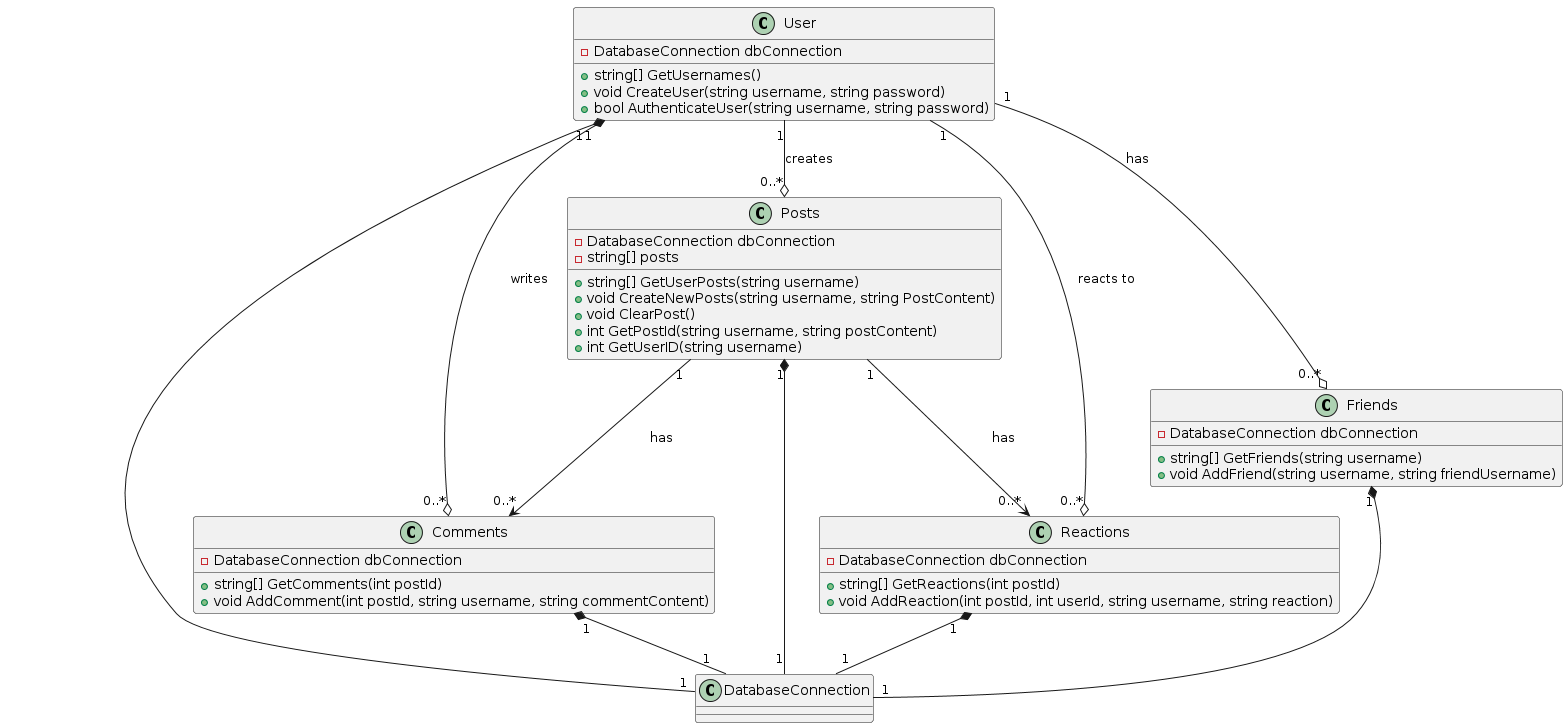 C User
DatabaseConnection dbConnection
string[] GetUsernames()
void CreateUser(string username, string password)
bool AuthenticateUser(string username, string password)
1
1
1
1
1
has
creates
0..*
C Posts
DatabaseConnection dbConnection
string[] posts
string[] GetUserPosts(string username)
void CreateNewPosts(string username, string PostContent)
void ClearPost()
int GetPostId(string username, string postContent)
int GetUserID(string username)
writes
reacts to
1
1
1
0..*
C Friends
DatabaseConnection dbConnection
string[] GetFriends(string username)
void AddFriend(string username, string friendUsername)
has
has
0..*
0..*
0..*
0..*
1
C Comments
DatabaseConnection dbConnection
string[] GetComments(int postId)
void AddComment(int postId, string username, string commentContent)
C Reactions
DatabaseConnection dbConnection
string[] GetReactions(int postId)
void AddReaction(int postId, int userId, string username, string reaction)
1
1
1
1
1
1
1
C DatabaseConnection